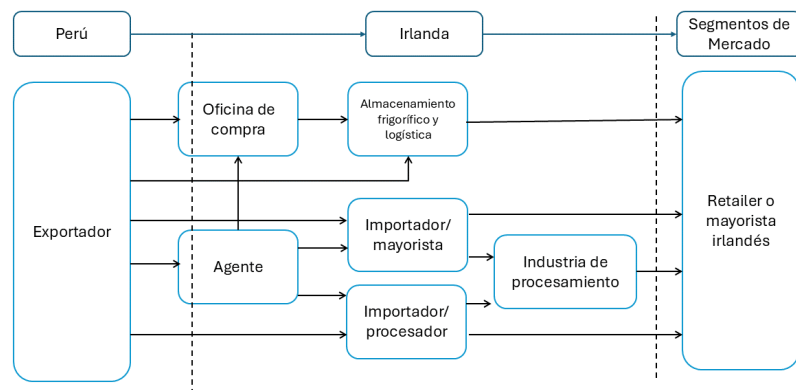 Perú
Irlanda
Segmentos de
Mercado
Exportador
Oficina de
compra
Almacenamiento
frigorífico y
logística
Agente
Importador/
mayorista
Importador/
procesador
Industria de
procesamiento
Retailer o
mayorista
irlandés